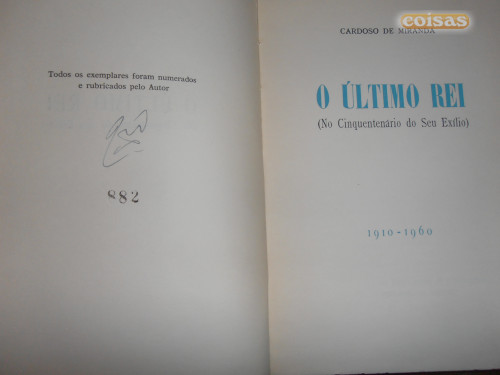 Todos os exemplares foram numerados
e rubricados pelo Autor
882
coisas
CARDOSO DE MIRANDA
O ÚLTIMO REI
(No Cinquentenário do Seu Exílio)
1910-1960